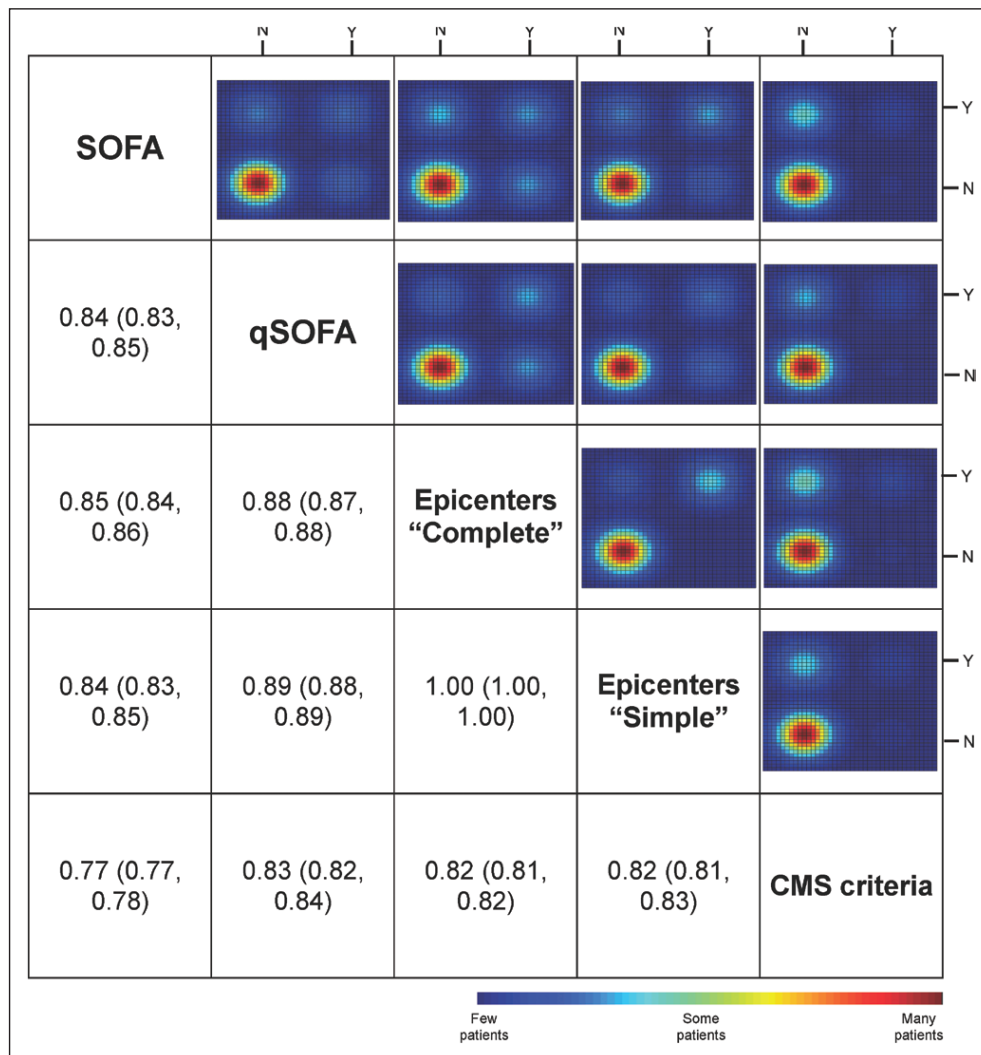 N Y N Y N Y N Y
SOFA
Y
N
0.84 (0.83,
0.85)
qSOFA
Y
N
0.85 (0.84,
0.86)
0.88 (0.87,
0.88)
Epicenters
“Complete”
Y
N
0.84 (0.83,
0.85)
0.89 (0.88,
0.89)
1.00 (1.00,
1.00)
Epicenters
“Simple”
Y
N
0.77 (0.77,
0.78)
0.83 (0.82,
0.84)
0.82 (0.81,
0.82)
0.82 (0.81,
0.83)
CMS criteria
Few
patients
Some
patients
Many
patients